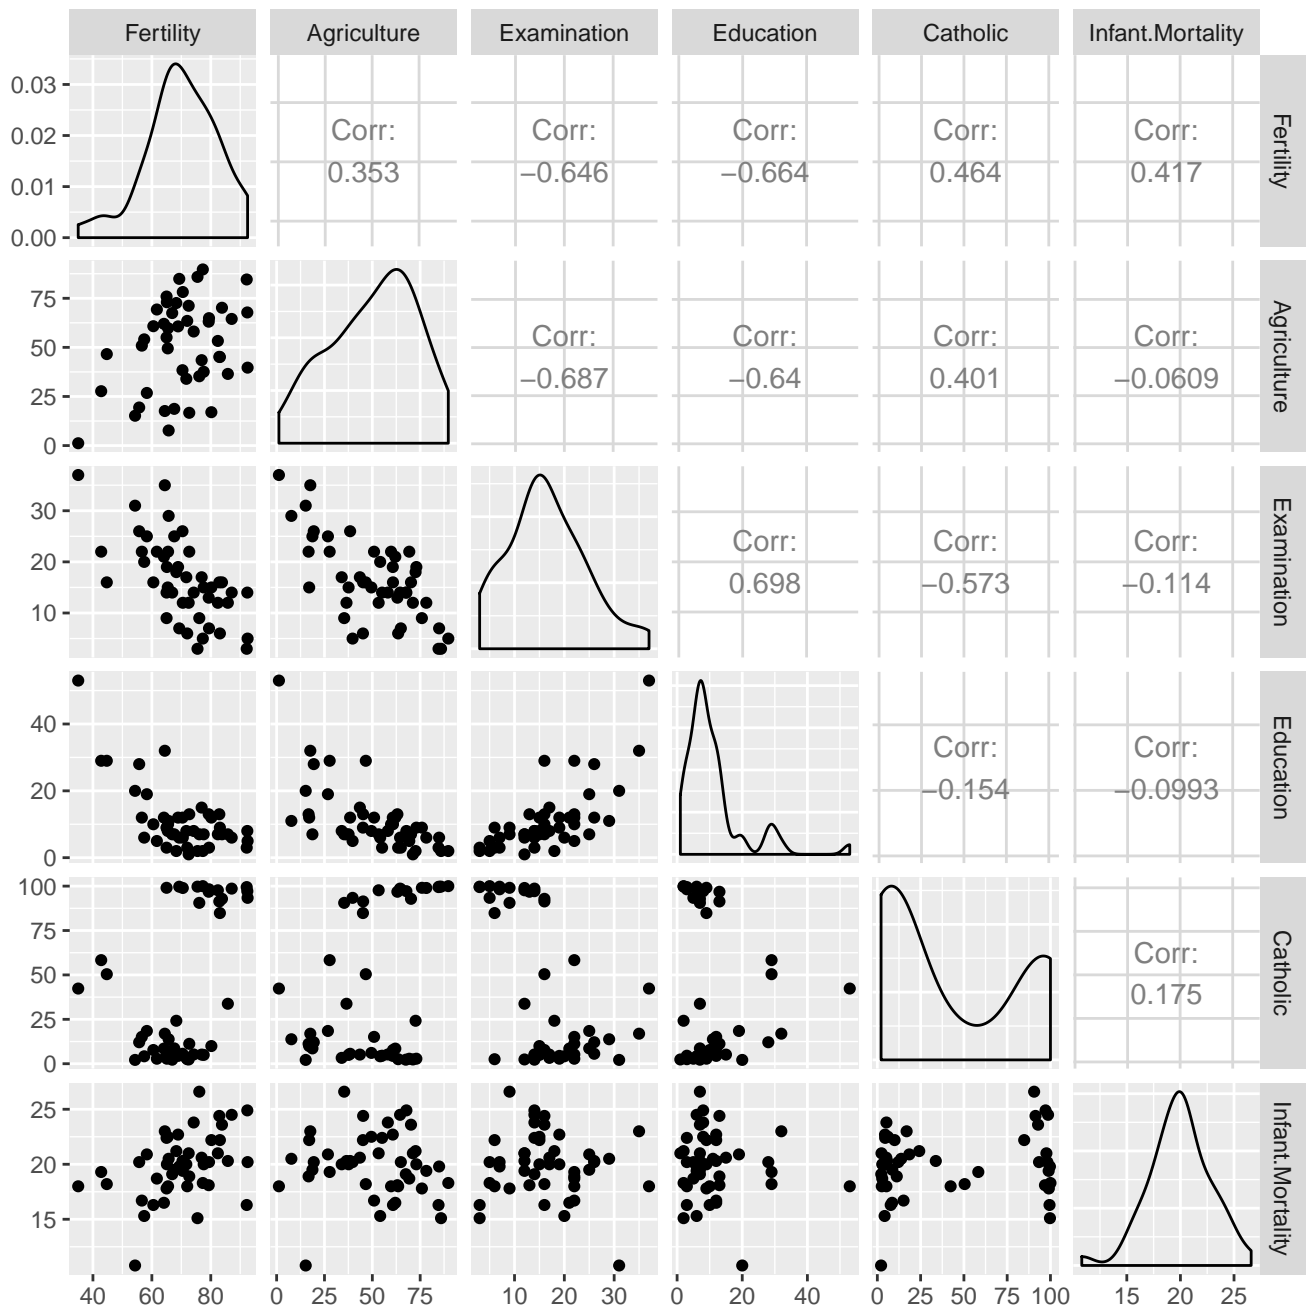 Fertility Agriculture Examination Education Catholic Infant.Mortality
0.03
0.02
0.01
0.00
Corr:
0.353
Corr:
−0.646
Corr:
−0.664
Corr:
0.464
Corr:
0.417
Fertility
75
50
25
0
Corr:
−0.687
Corr:
−0.64
Corr:
0.401
Corr:
−0.0609
Agriculture
30
20
10
Corr:
0.698
Corr:
−0.573
Corr:
−0.114
Examination
40
20
0
Corr:
−0.154
Corr:
−0.0993
Education
100
75
50
25
0
Corr:
0.175
Catholic
25
20
15
Infant.Mortality
40 60 80 0 25 50 75 10 20 30 0 20 40 0 25 50 75 100 15 20 25